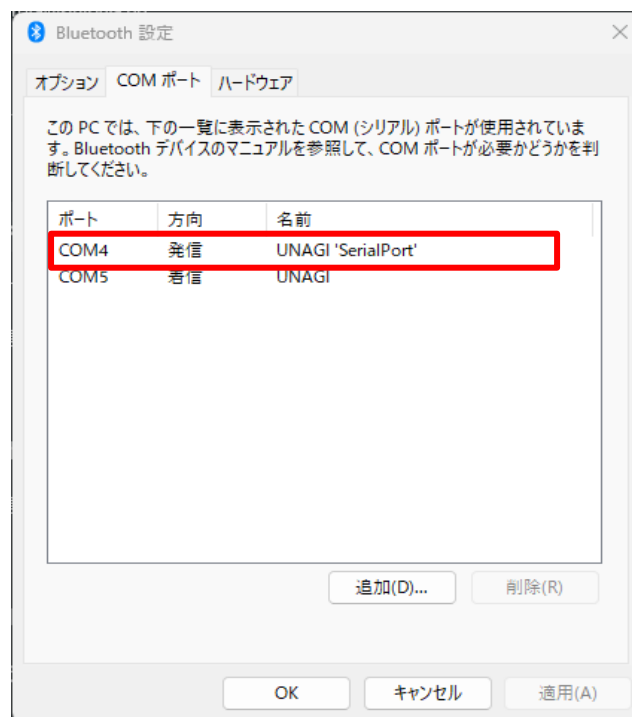 Bluetooth 設定
オプション COM ポート ハードウェア
この PC では、下の一覧に表示された COM (シリアル) ポートが使用されていま
す。Bluetooth デバイスのマニュアルを参照して、COM ポートが必要かどうかを判
断してください。
ポート 方向 名前
COM4 発信 UNAGI 'SerialPort'
COM5 着信 UNAGI
追加(D)... 削除(R)
OK キャンセル 適用(A)